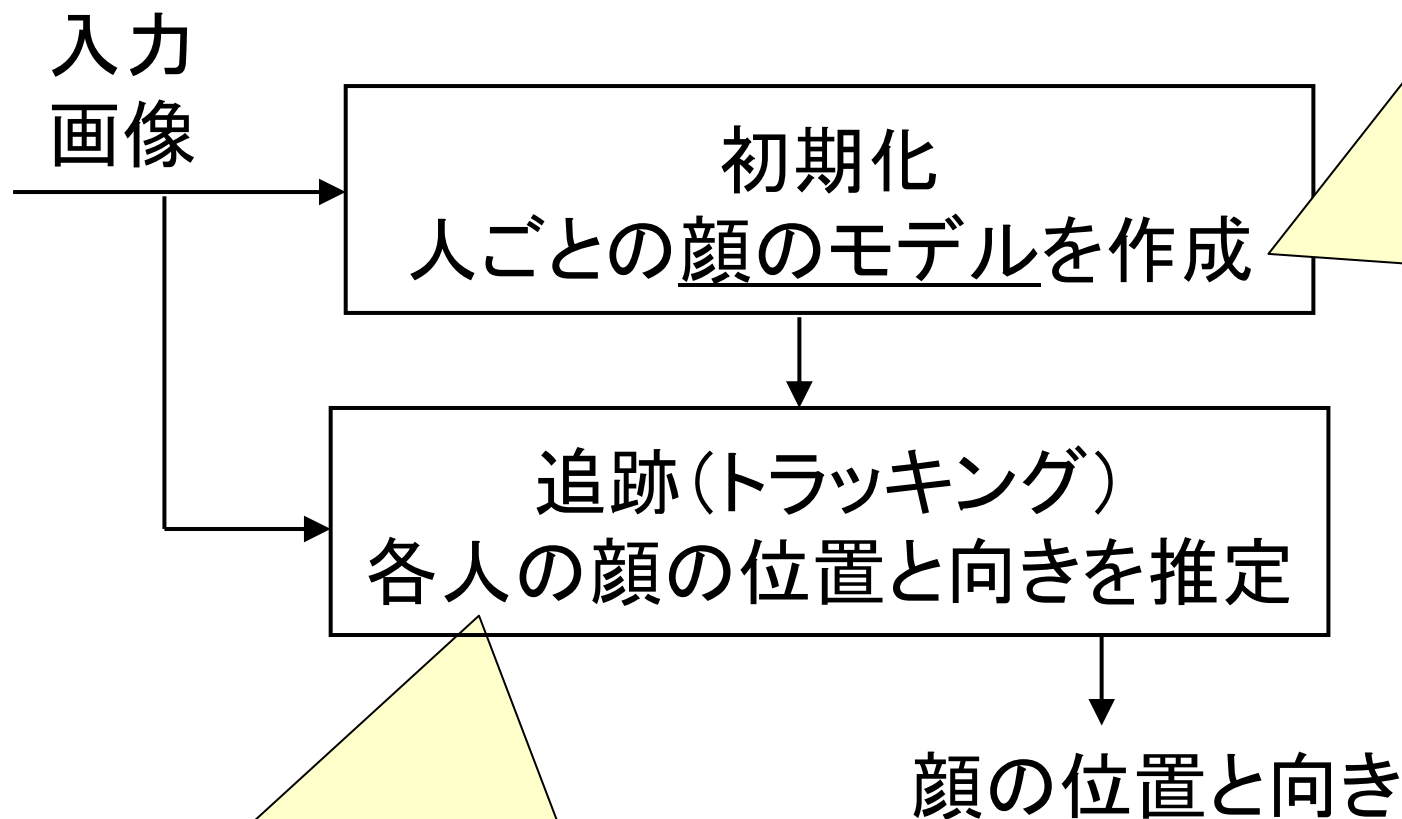 入力
画像
初期化
人ごとの顔のモデルを作成
追跡（トラッキング）
各人の顔の位置と向きを推定
顔の位置と向き